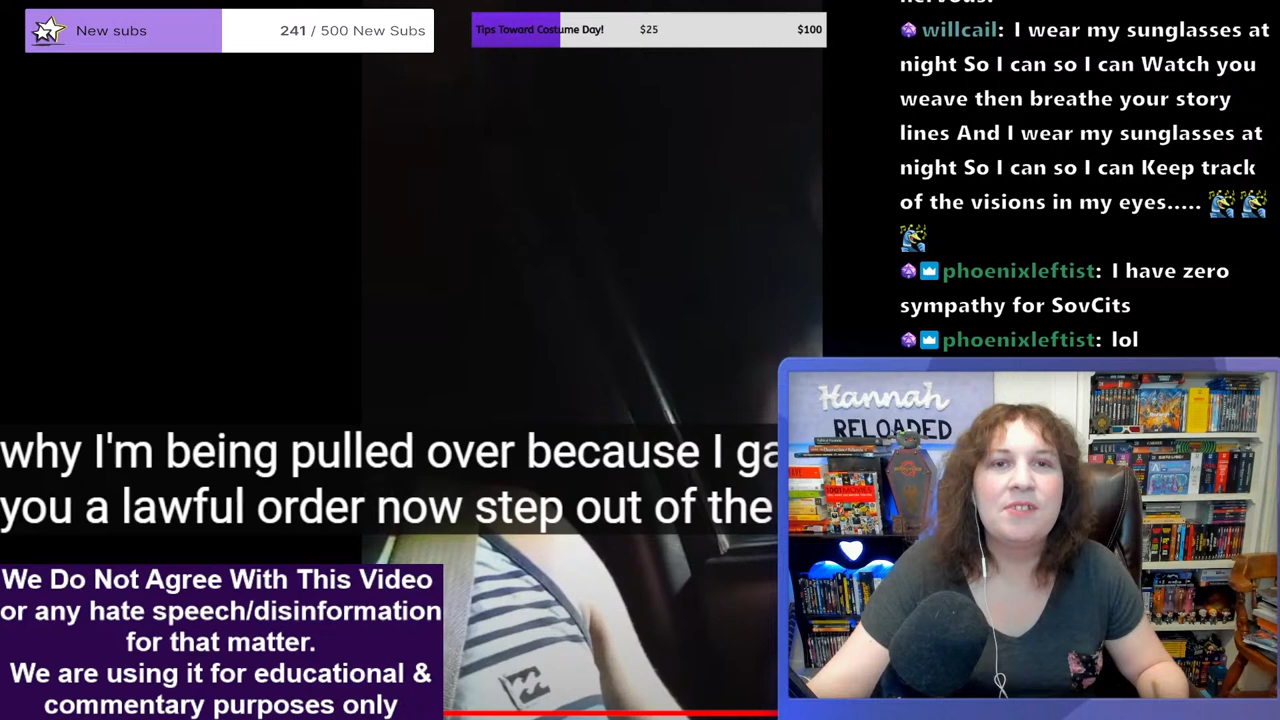 New subs
241 / 500 New Subs
Tips Toward Costume Day!
$25
$100
nervous.
willcail: I wear my sunglasses at
night So I can so I can Watch you
weave then breathe your story
lines And I wear my sunglasses at
night So I can so I can Keep track
of the visions in my eyes.....
phoenixleftist: I have zero
sympathy for SovCits
phoenixleftist: lol
why I'm being pulled over because I ga
you a lawful order now step out of the
We Do Not Agree With This Video
or any hate speech/disinformation
for that matter.
We are using it for educational &
commentary purposes only
Hannah
RELOADED